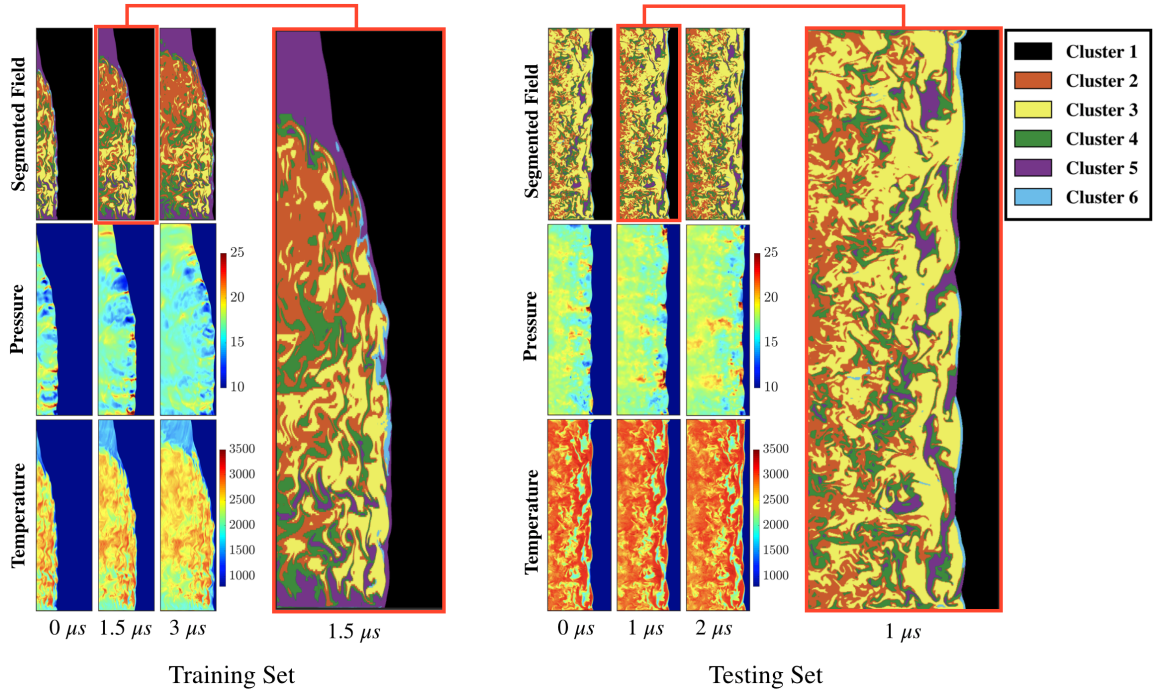 Segmented Field
Pressure
25
20
15
10
Temperature
3500
3000
2500
2000
1500
1000
0 μs
1.5 μs
3 μs
1.5 μs
Training Set
Segmented Field
Pressure
25
20
15
10
Temperature
3500
3000
2500
2000
1500
1000
0 μs
1 μs
2 μs
1 μs
Testing Set
Cluster 1
Cluster 2
Cluster 3
Cluster 4
Cluster 5
Cluster 6